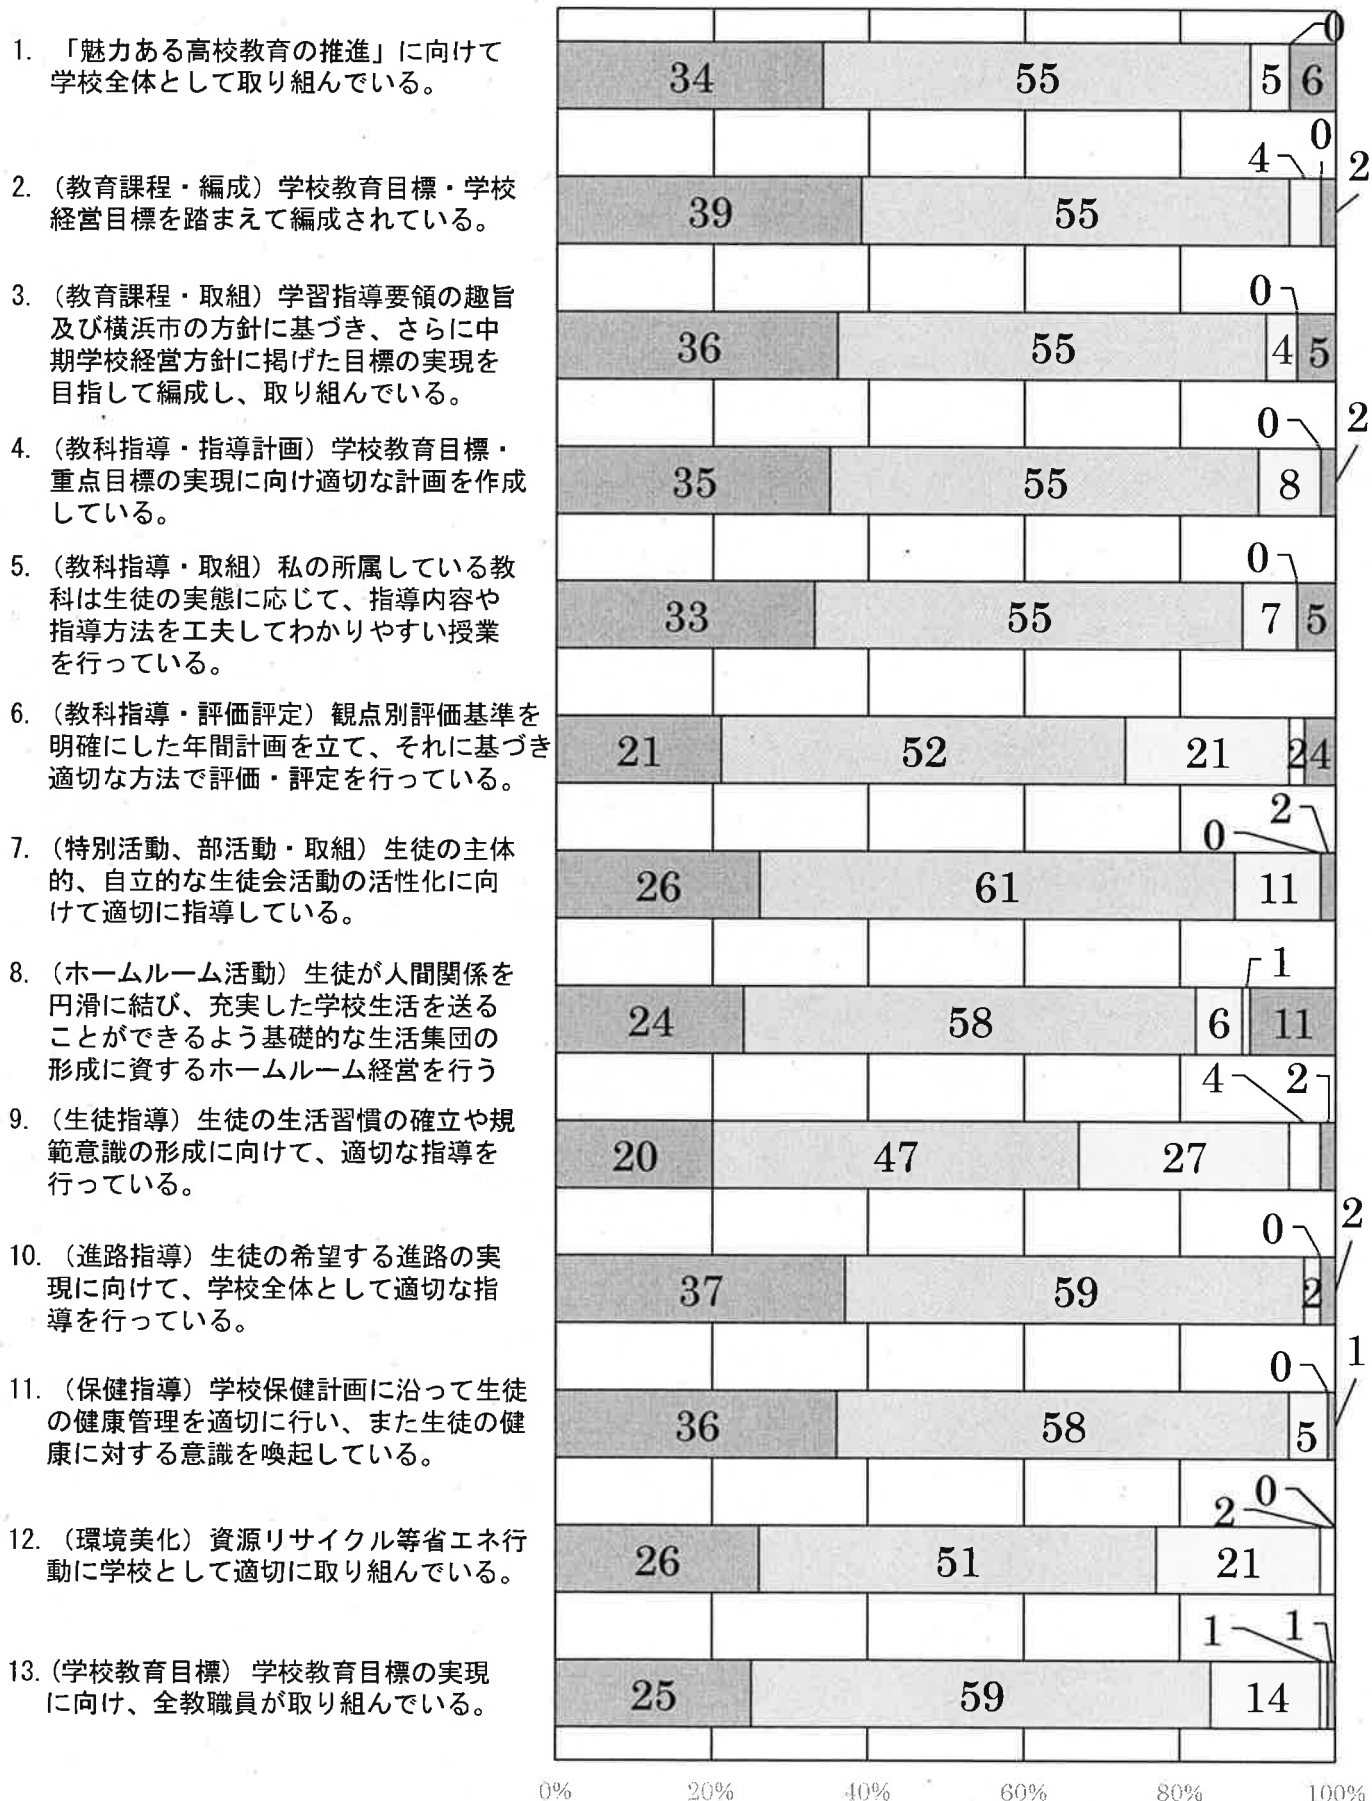 1. 「魅力ある高校教育の推進」に向けて
学校全体として取り組んでいる。
0
34 55 5 6
2. （教育課程・編成）学校教育目標・学校
経営目標を踏まえて編成されている。
4 0 2
39 55
3. （教育課程・取組）学習指導要領の趣旨
及び横浜市の方針に基づき、さらに中
期学校経営方針に掲げた目標の実現を
目指して編成し、取り組んでいる。
0
36 55 4 5
4. （教科指導・指導計画）学校教育目標・
重点目標の実現に向け適切な計画を作成
している。
0 2
35 55 8
5. （教科指導・取組）私の所属している教
科は生徒の実態に応じて、指導内容や
指導方法を工夫してわかりやすい授業
を行っている。
0
33 55 7 5
6. （教科指導・評価評定）観点別評価基準を
明確にした年間計画を立て、それに基づき
適切な方法で評価・評定を行っている。
21 52 21 2 4
7. （特別活動、部活動・取組）生徒の主体
的、自立的な生徒会活動の活性化に向
けて適切に指導している。
0 2
26 61 11
8. （ホームルーム活動）生徒が人間関係を
円滑に結び、充実した学校生活を送る
ことができるよう基礎的な生活集団の
形成に資するホームルーム経営を行う
1
24 58 6 11
9. （生徒指導）生徒の生活習慣の確立や規
範意識の形成に向けて、適切な指導を
行っている。
4 2
20 47 27
10. （進路指導）生徒の希望する進路の実
現に向けて、学校全体として適切な指
導を行っている。
0 2
37 59 2
11. （保健指導）学校保健計画に沿って生徒
の健康管理を適切に行い、また生徒の健
康に対する意識を喚起している。
0 1
36 58 5
12. （環境美化）資源リサイクル等省エネ行
動に学校として適切に取り組んでいる。
2 0
26 51 21
13. (学校教育目標） 学校教育目標の実現
に向け、全教職員が取り組んでいる。
1 1
25 59 14
0% 20% 40% 60% 80% 100%